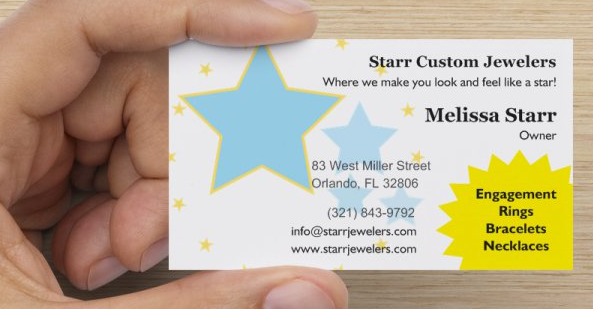 Starr Custom Jewelers
Where we make you look and feel like a star!
Melissa Starr
Owner
83 West Miller Street
Orlando, FL 32806
(321) 843-9792
info@starrjewelers.com
www.starrjewelers.com
Engagement
Rings
Bracelets
Necklaces